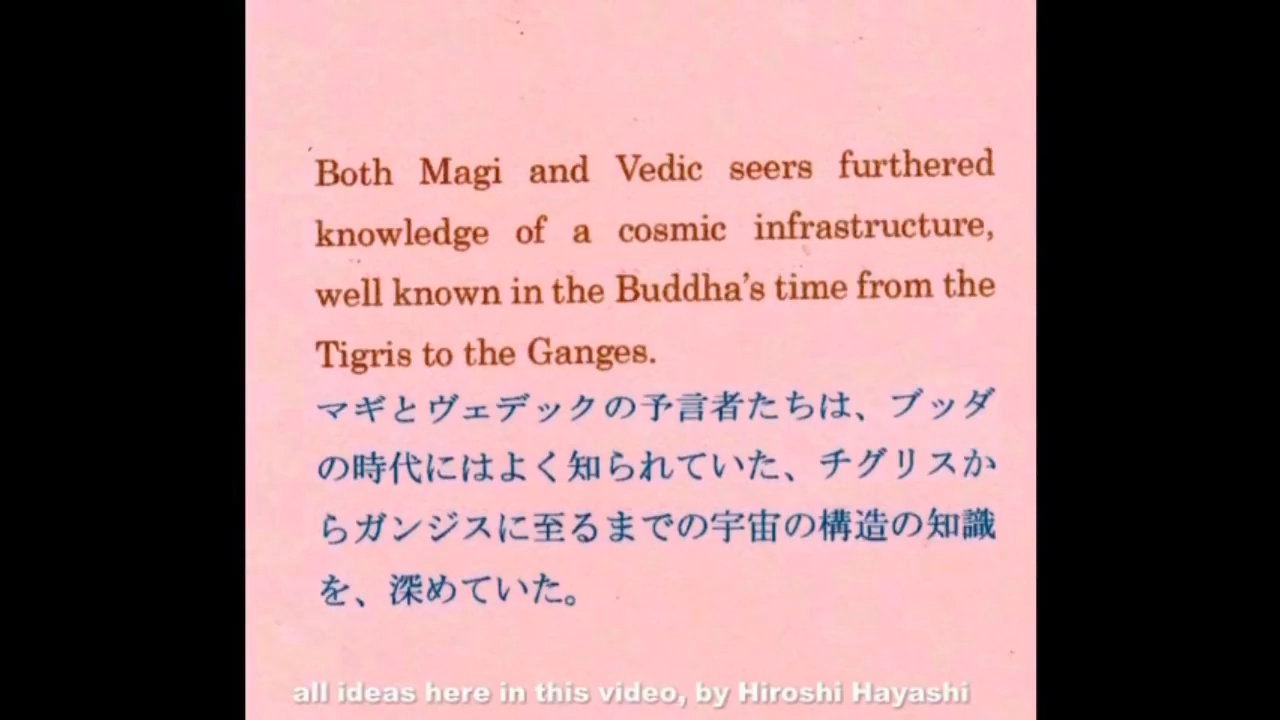 Both Magi and Vedic seers furthered
knowledge of a cosmic infrastructure,
well known in the Buddha's time from the
Tigris to the Ganges.
マギとヴェデックの予言者たちは、ブッダ
の時代にはよく知られていた、チグリスか
らガンジスに至るまでの宇宙の構造の知識
を、深めていた。
all ideas here in this video, by Hiroshi Hayashi